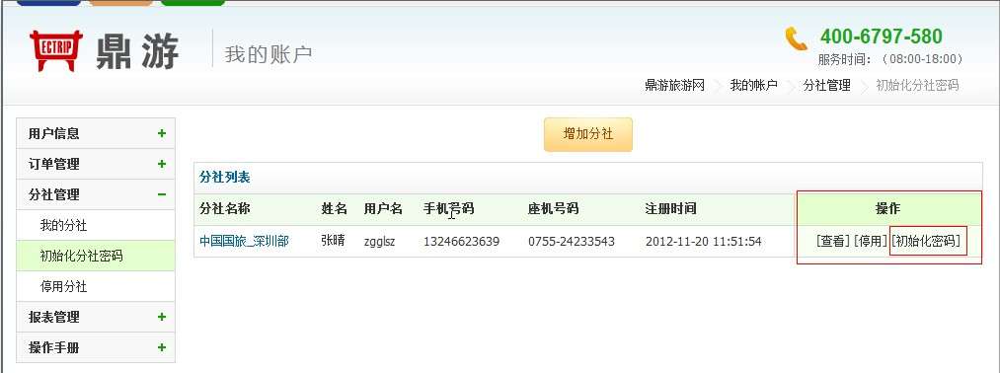 ECTRIP 鼎游 我的账户
400-6797-580
服务时间：（08:00-18:00）
鼎游旅游网 我的帐户 分社管理 初始化分社密码
用户信息
订单管理
分社管理
我的分社
初始化分社密码
停用分社
报表管理
操作手册
增加分社
分社列表
分社名称 姓名 用户名 手机号码 座机号码 注册时间 操作
中国国旅_深圳部 张晴 zgglsz 13246623639 0755-24233543 2012-11-20 11:51:54 [查看] [停用] [初始化密码]